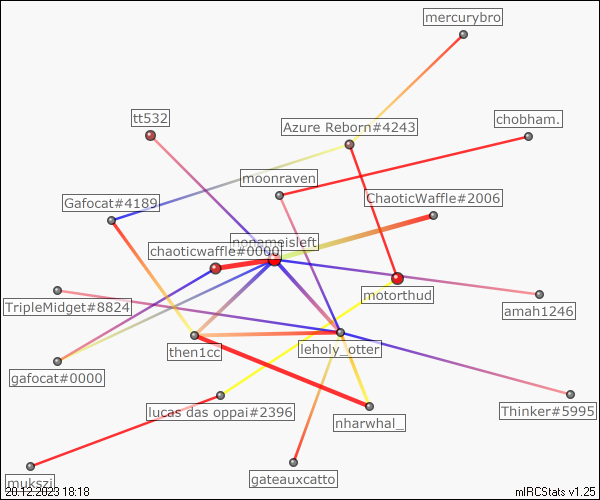 mercurybro
tt532
chobham.
Azure Reborn#4243
moonraven
ChaoticWaffle#2006
Gafocat#4189
nonameisleft
chaoticwaffle#0000
motorthud
TripleMidget#8824
amah1246
then1cc
leholy_otter
gafocat#0000
lucas das oppai#2396
nharwhal_
Thinker#5995
gateauxcatto
mukszi
20.12.2023 18:18
mIRCStats v1.25